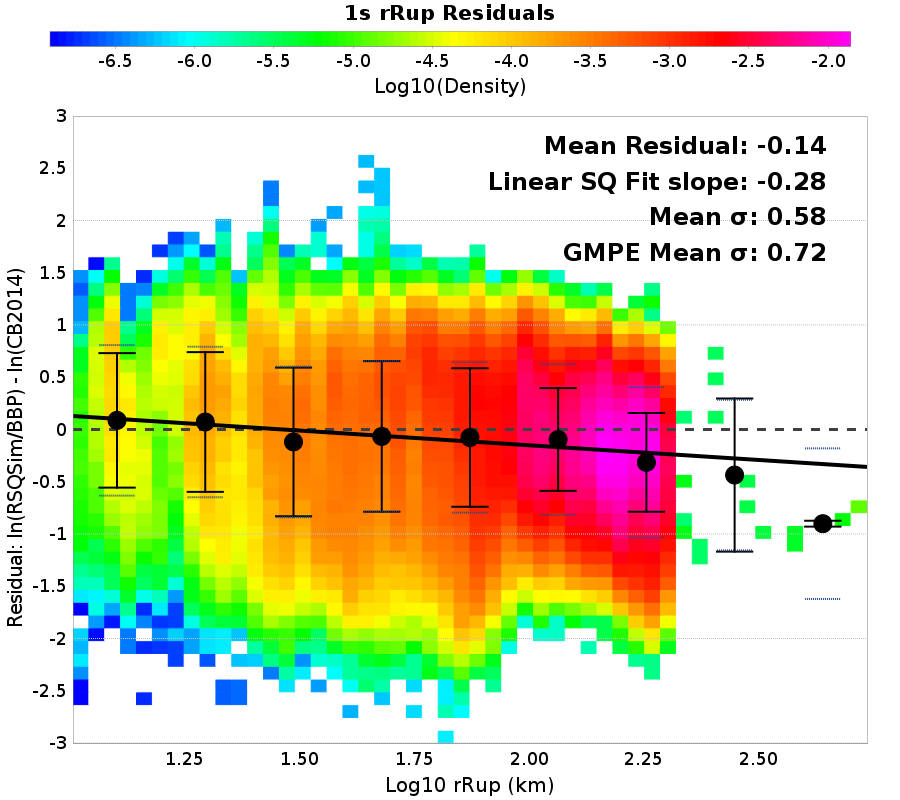 1s rRup Residuals
-6.5 -6.0 -5.5 -5.0 -4.5 -4.0 -3.5 -3.0 -2.5 -2.0
Log10(Density)
Mean Residual: -0.14
Linear SQ Fit slope: -0.28
Mean σ: 0.58
GMPE Mean σ: 0.72
Residual: ln(RSQSim/BBP) - ln(CB2014)
3
2.5
2
1.5
1
0.5
0
-0.5
-1
-1.5
-2
-2.5
-3
1.25 1.50 1.75 2.00 2.25 2.50
Log10 rRup (km)